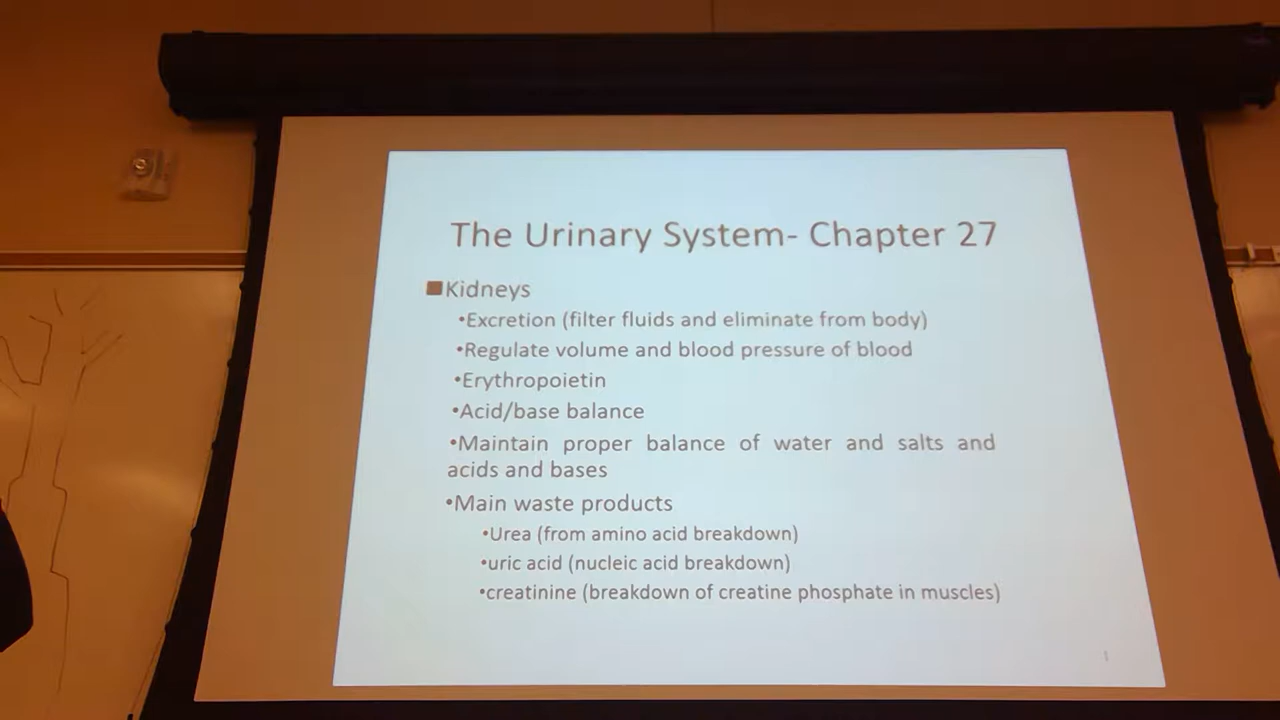 The Urinary System- Chapter 27
■Kidneys
•Excretion (filter fluids and eliminate from body)
•Regulate volume and blood pressure of blood
•Erythropoietin
•Acid/base balance
•Maintain proper balance of water and salts and
acids and bases
•Main waste products
•Urea (from amino acid breakdown)
•uric acid (nucleic acid breakdown)
•creatinine (breakdown of creatine phosphate in muscles)
1